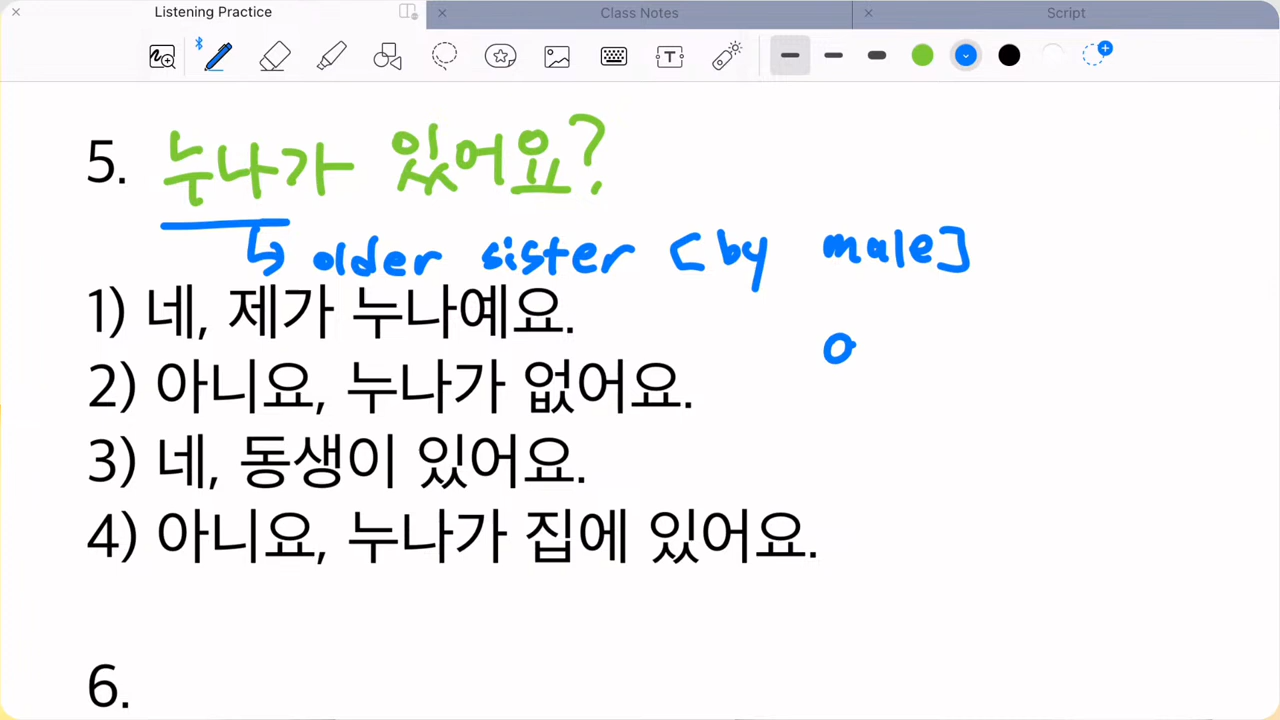 Listening Practice
Class Notes
Script
5. 누나가 있어요?
↳ older sister [by male]
1) 네, 제가 누나예요.
2) 아니요, 누나가 없어요.
3) 네, 동생이 있어요.
4) 아니요, 누나가 집에 있어요.
6.